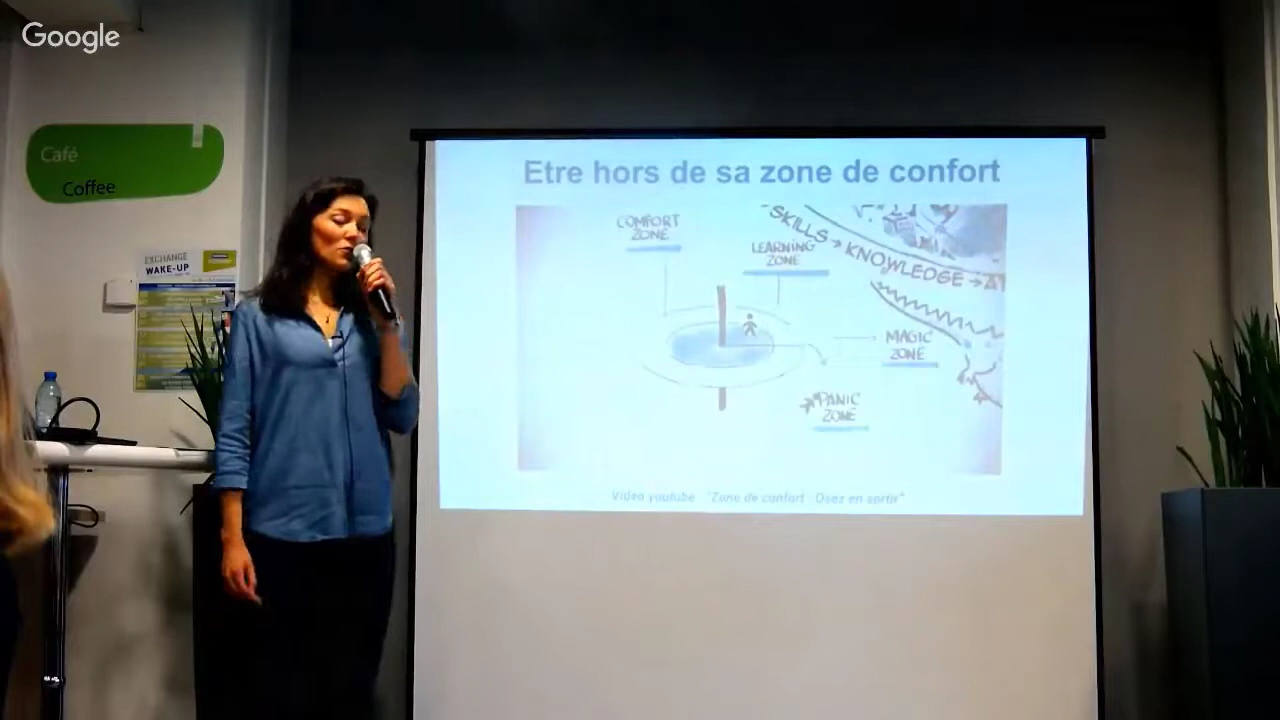 Google
Café
Coffee
EXCHANGE
WAKE-UP
Etre hors de sa zone de confort
COMFORT
ZONE
LEARNING
ZONE
SKILLS → KNOWLEDGE →
MAGIC
ZONE
PANIC
ZONE
Vidéo youtube "Zone de confort Osez en sortir"